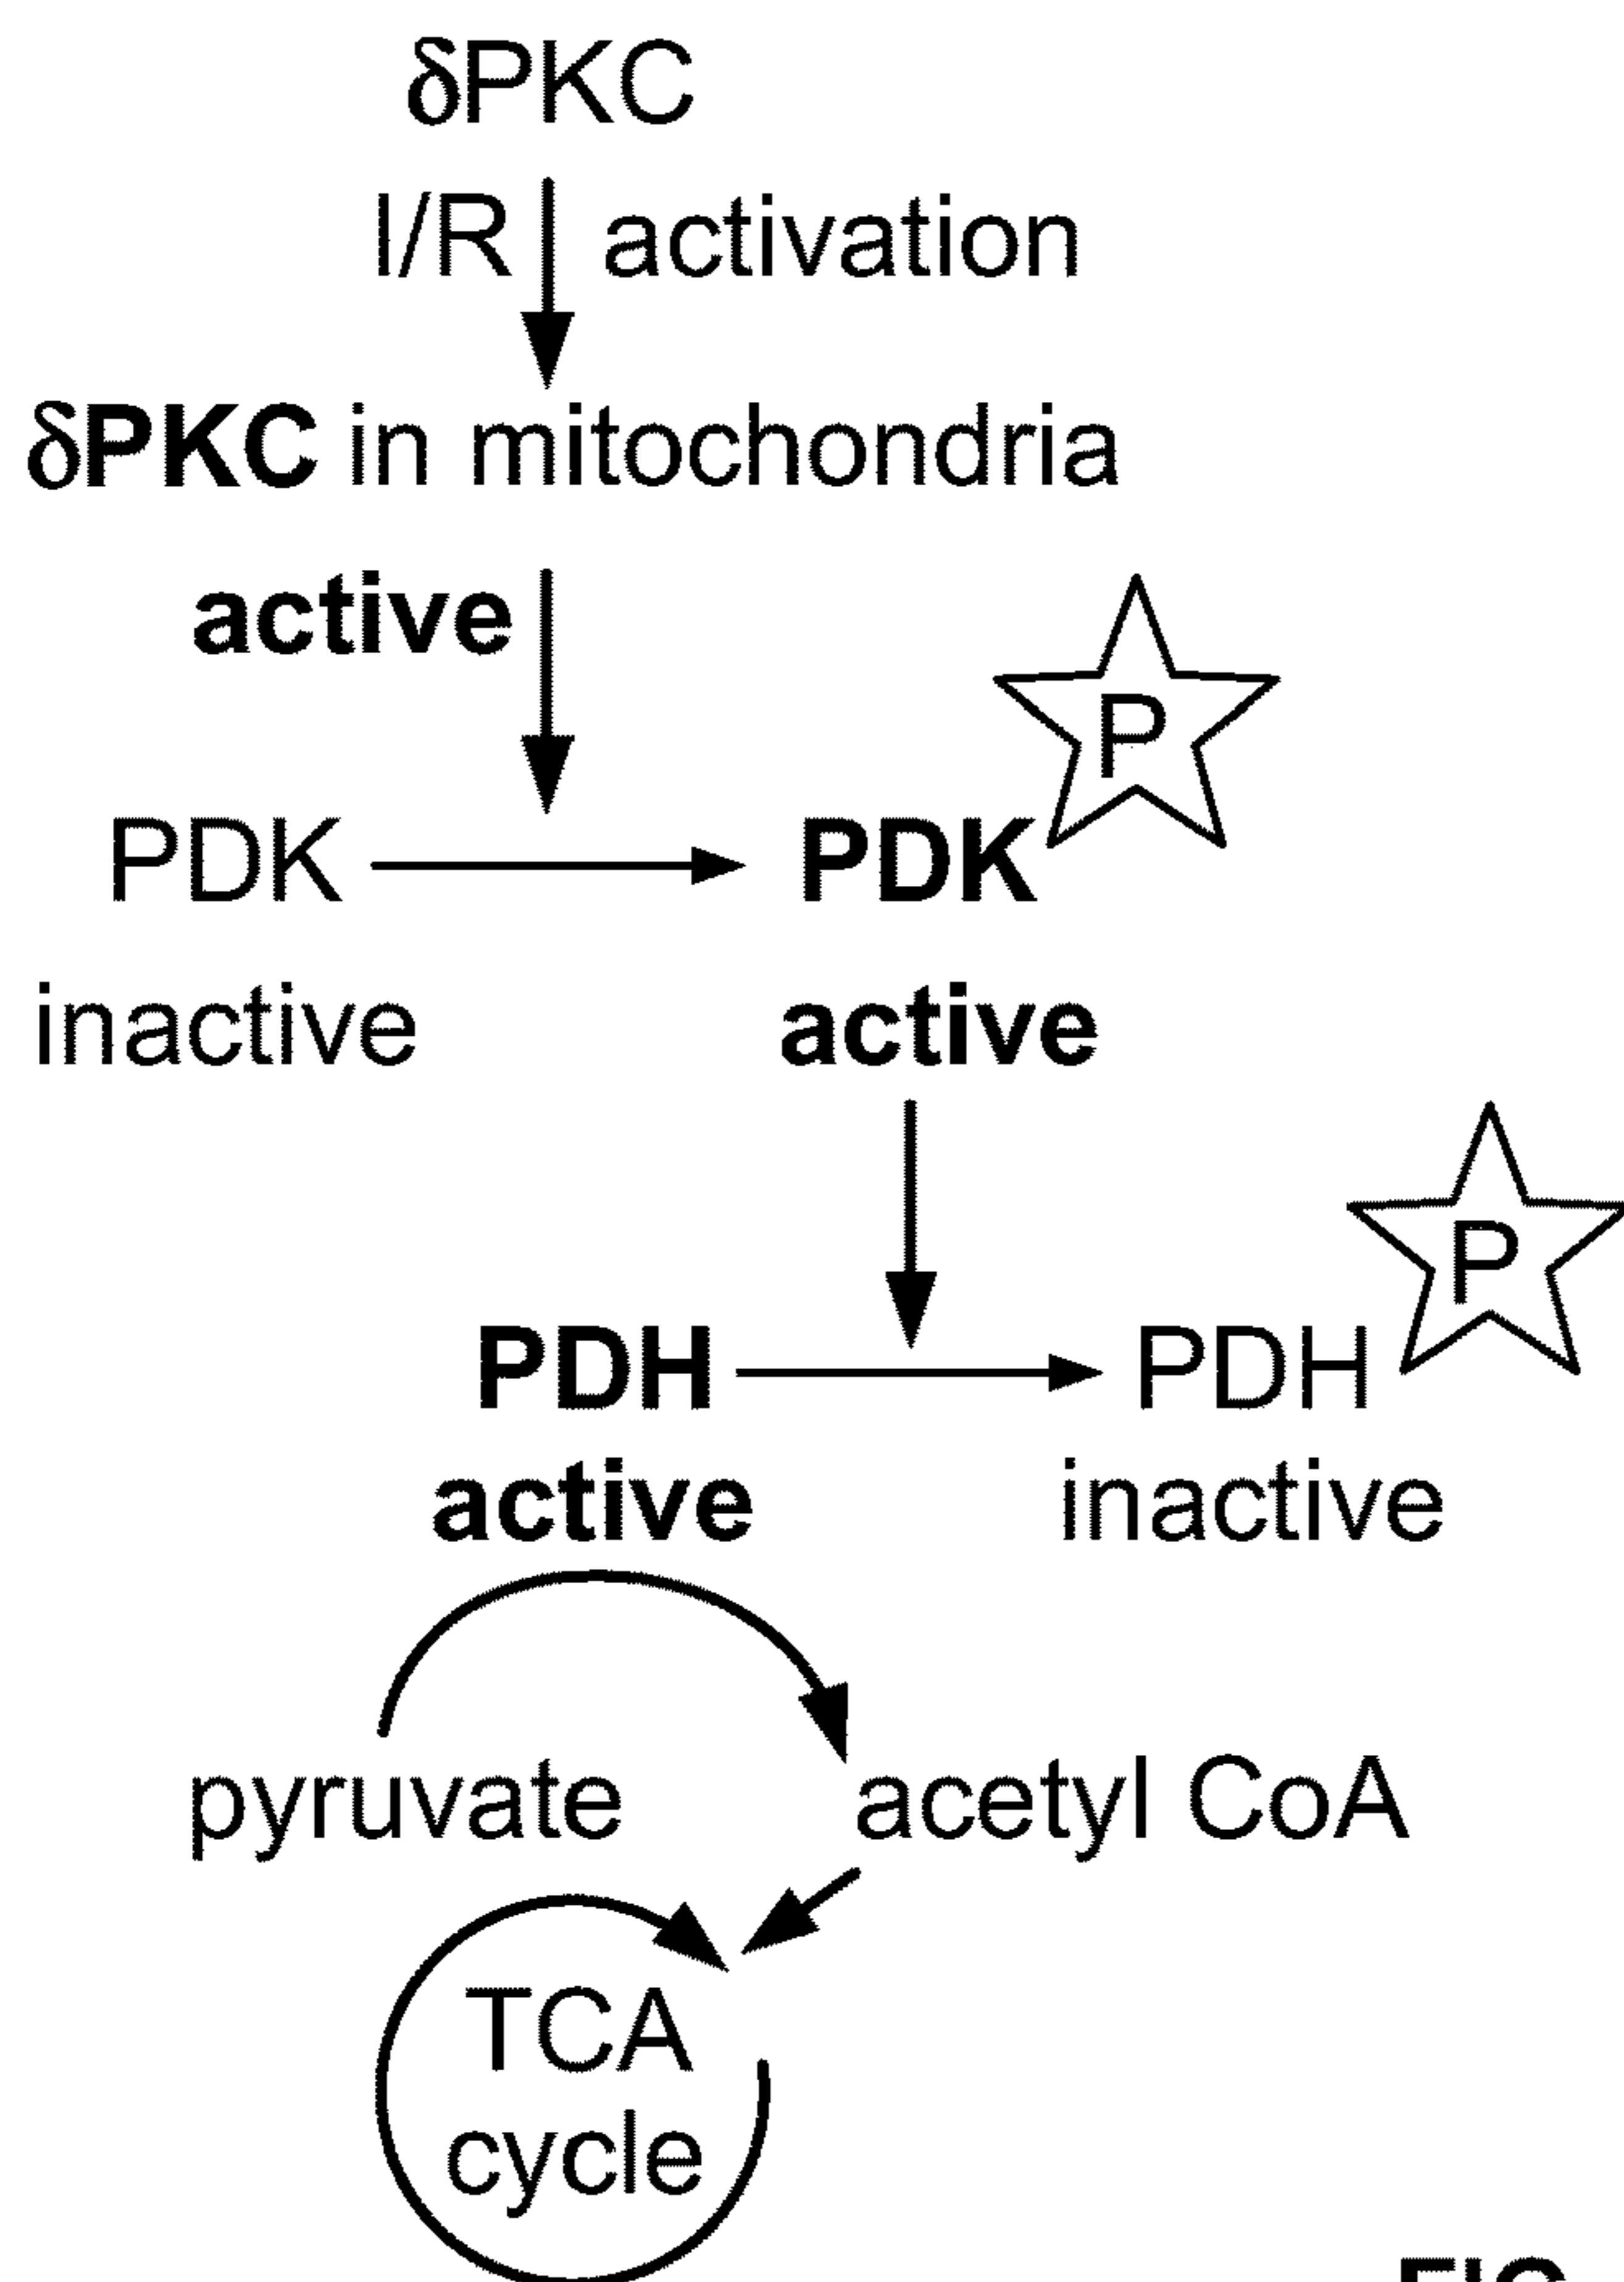 δPKC
I/R activation
δPKC in mitochondria
active
P
PDK PDK
inactive active
P
PDH PDH
active inactive
pyruvate acetyl CoA
TCA
cycle